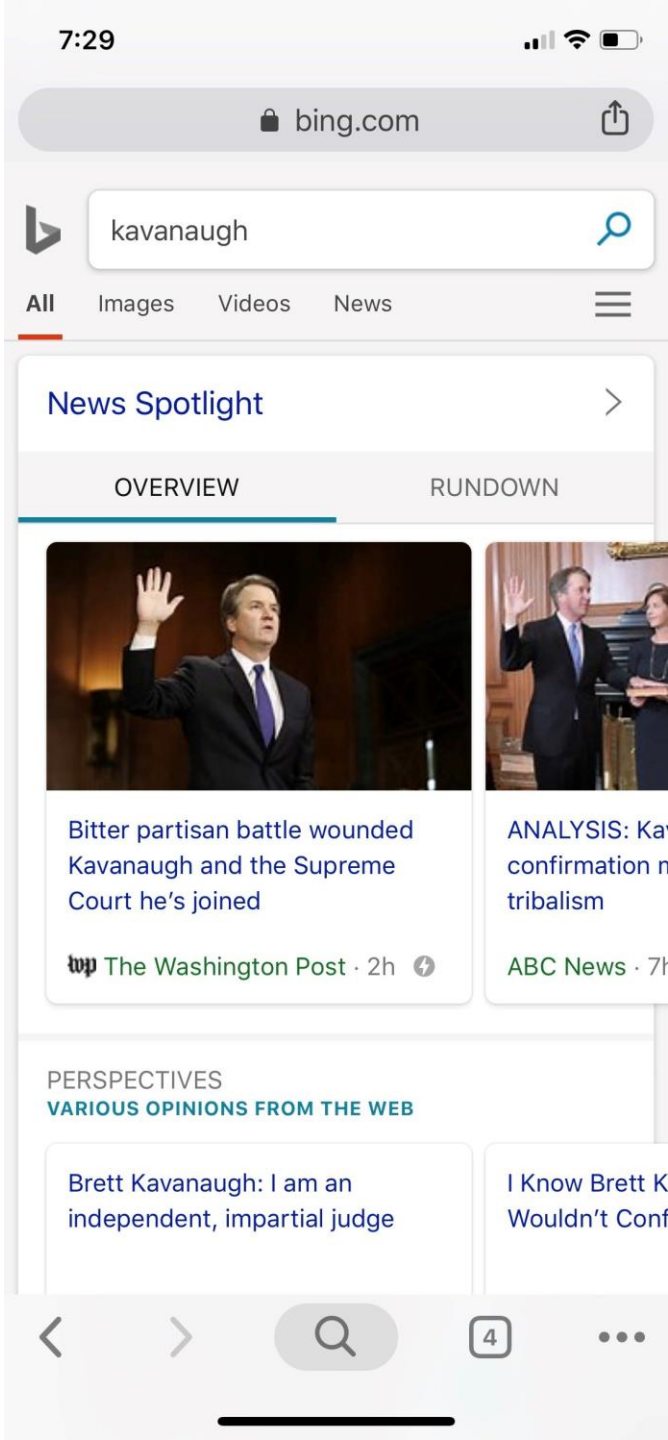 7:29
bing.com
kavanaugh
All Images Videos News
News Spotlight
OVERVIEW RUNDOWN
Bitter partisan battle wounded
Kavanaugh and the Supreme
Court he's joined
wp The Washington Post · 2h
ANALYSIS: Kav
confirmation m
tribalism
ABC News · 7h
PERSPECTIVES
VARIOUS OPINIONS FROM THE WEB
Brett Kavanaugh: I am an
independent, impartial judge
I Know Brett K
Wouldn't Conf
4